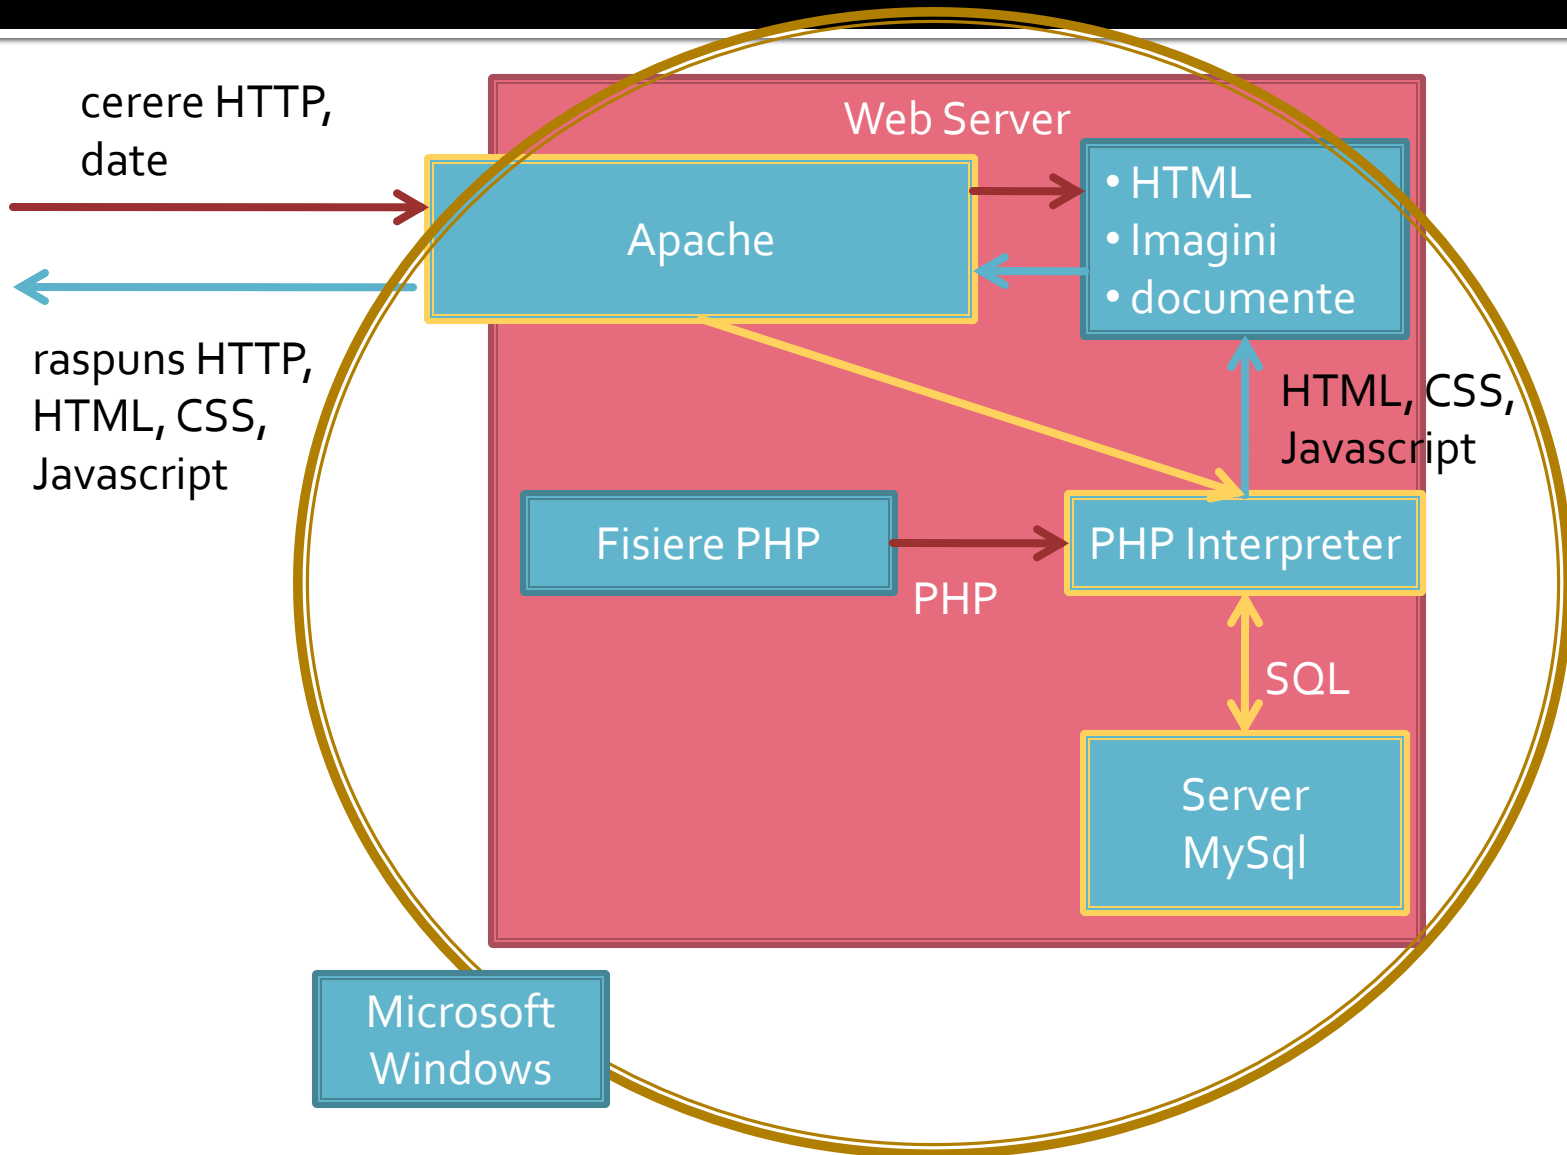 cerere HTTP,
date
Web Server
Apache
• HTML
• Imagini
• documente
raspuns HTTP,
HTML, CSS,
Javascript
HTML, CSS,
Javascript
Fisiere PHP
PHP
PHP Interpreter
SQL
Server
MySql
Microsoft
Windows